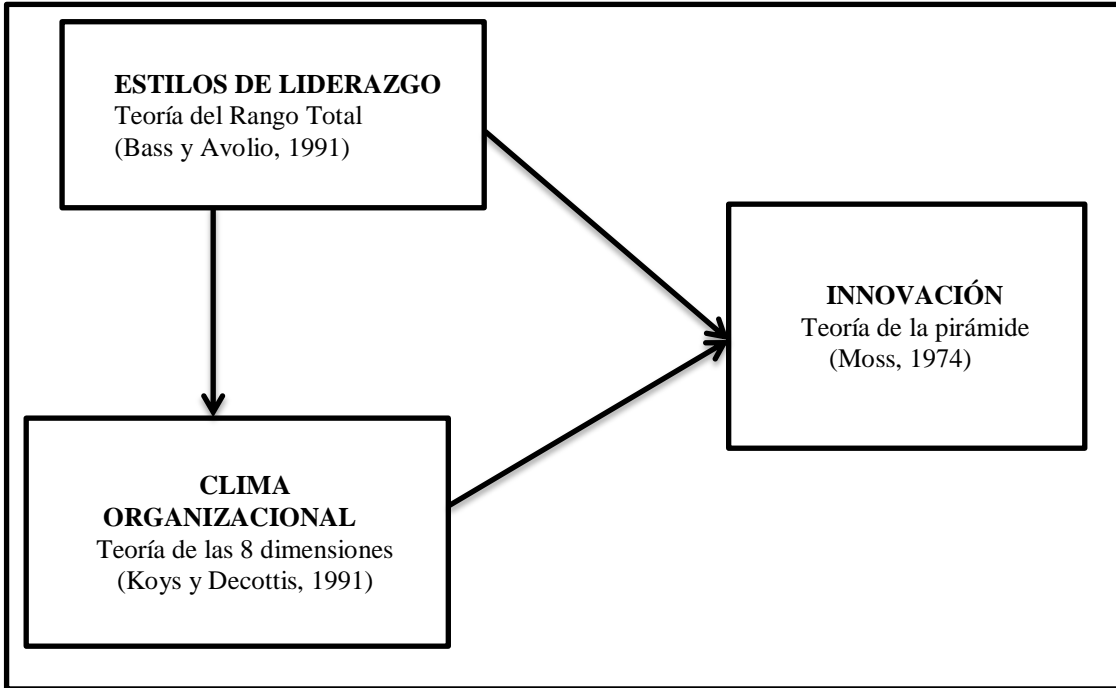 ESTILOS DE LIDERAZGO
Teoría del Rango Total
(Bass y Avolio, 1991)
INNOVACIÓN
Teoría de la pirámide
(Moss, 1974)
CLIMA
ORGANIZACIONAL
Teoría de las 8 dimensiones
(Koys y Decottis, 1991)